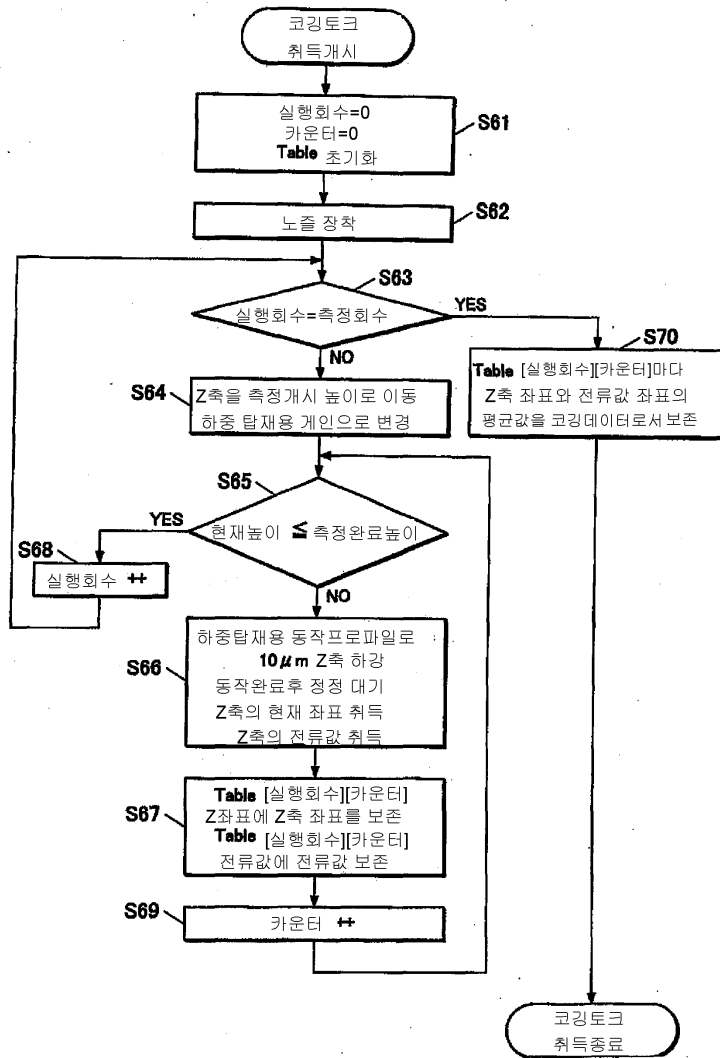 코깅토크
취득개시
실행회수=0
카운터=0
Table 초기화
S61
노즐 장착
S62
S63
실행회수=측정회수
YES
NO
S70
Table [실행회수][카운터]마다
Z축 좌표와 전류값 좌표의
평균값을 코깅데이터로서 보존
S64
Z축을 측정개시 높이로 이동
하중 탑재용 게인으로 변경
S65
현재높이 ≦ 측정완료높이
YES
NO
S68
실행회수 ++
S66
하중탑재용 동작프로파일로
10μm Z축 하강
동작완료후 정정 대기
Z축의 현재 좌표 취득
Z축의 전류값 취득
S67
Table [실행회수][카운터]
Z좌표에 Z축 좌표를 보존
Table [실행회수][카운터]
전류값에 전류값 보존
S69
카운터 ++
코깅토크
취득종료